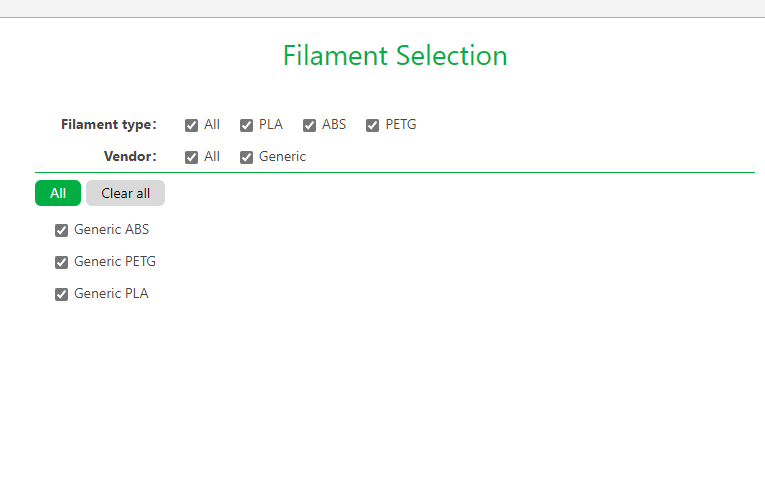 Filament Selection
Filament type: All PLA ABS PETG
Vendor: All Generic
All Clear all
Generic ABS
Generic PETG
Generic PLA